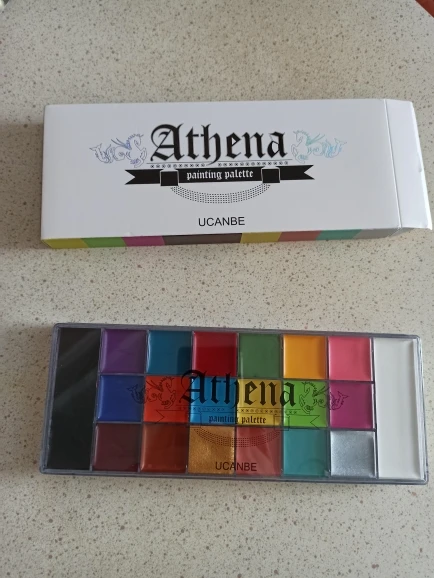 Athena
painting palette
UCANBE
Athena
painting palette
UCANBE